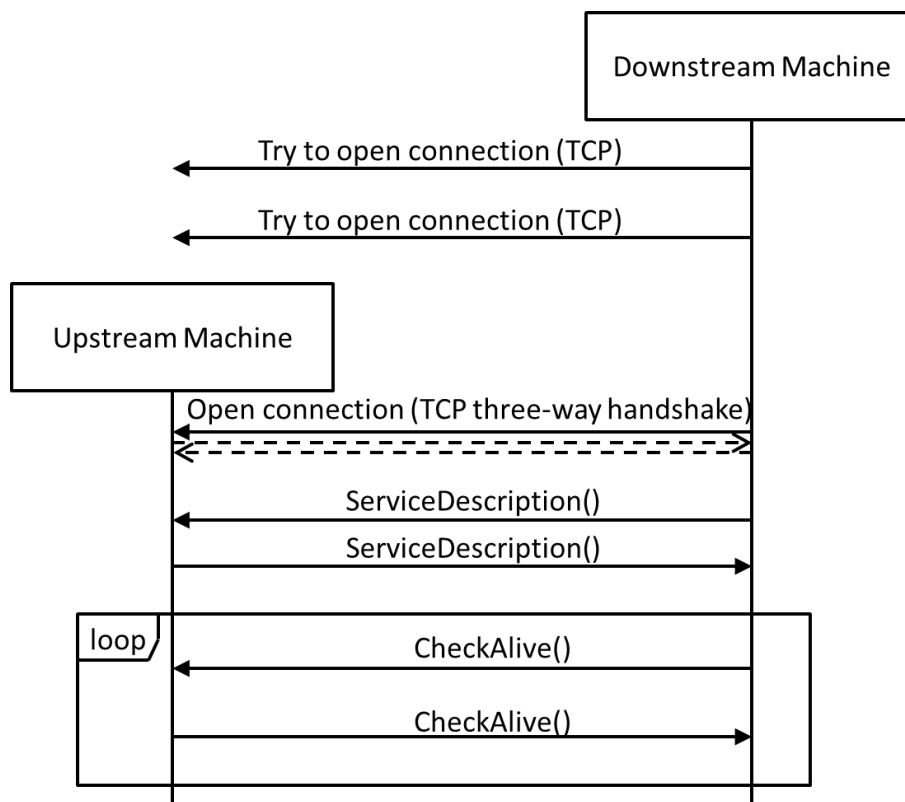 Downstream Machine
Try to open connection (TCP)
Try to open connection (TCP)
Upstream Machine
Open connection (TCP three-way handshake)
ServiceDescription()
ServiceDescription()
loop
CheckAlive()
CheckAlive()